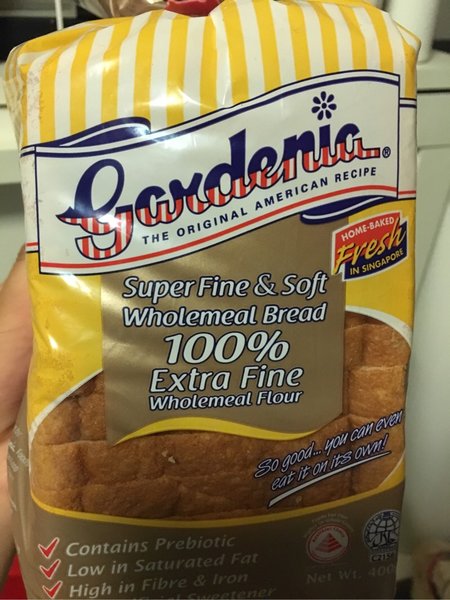 Gardenia®
THE ORIGINAL AMERICAN RECIPE
HOME-BAKED
Fresh
IN SINGAPORE
Super Fine & Soft
Wholemeal Bread
100%
Extra Fine
Wholemeal Flour
So good... you can even
eat it on its own!
Contains Prebiotic
Low in Saturated Fat
High in Fibre & Iron
Sweetener
Net Wt. 400